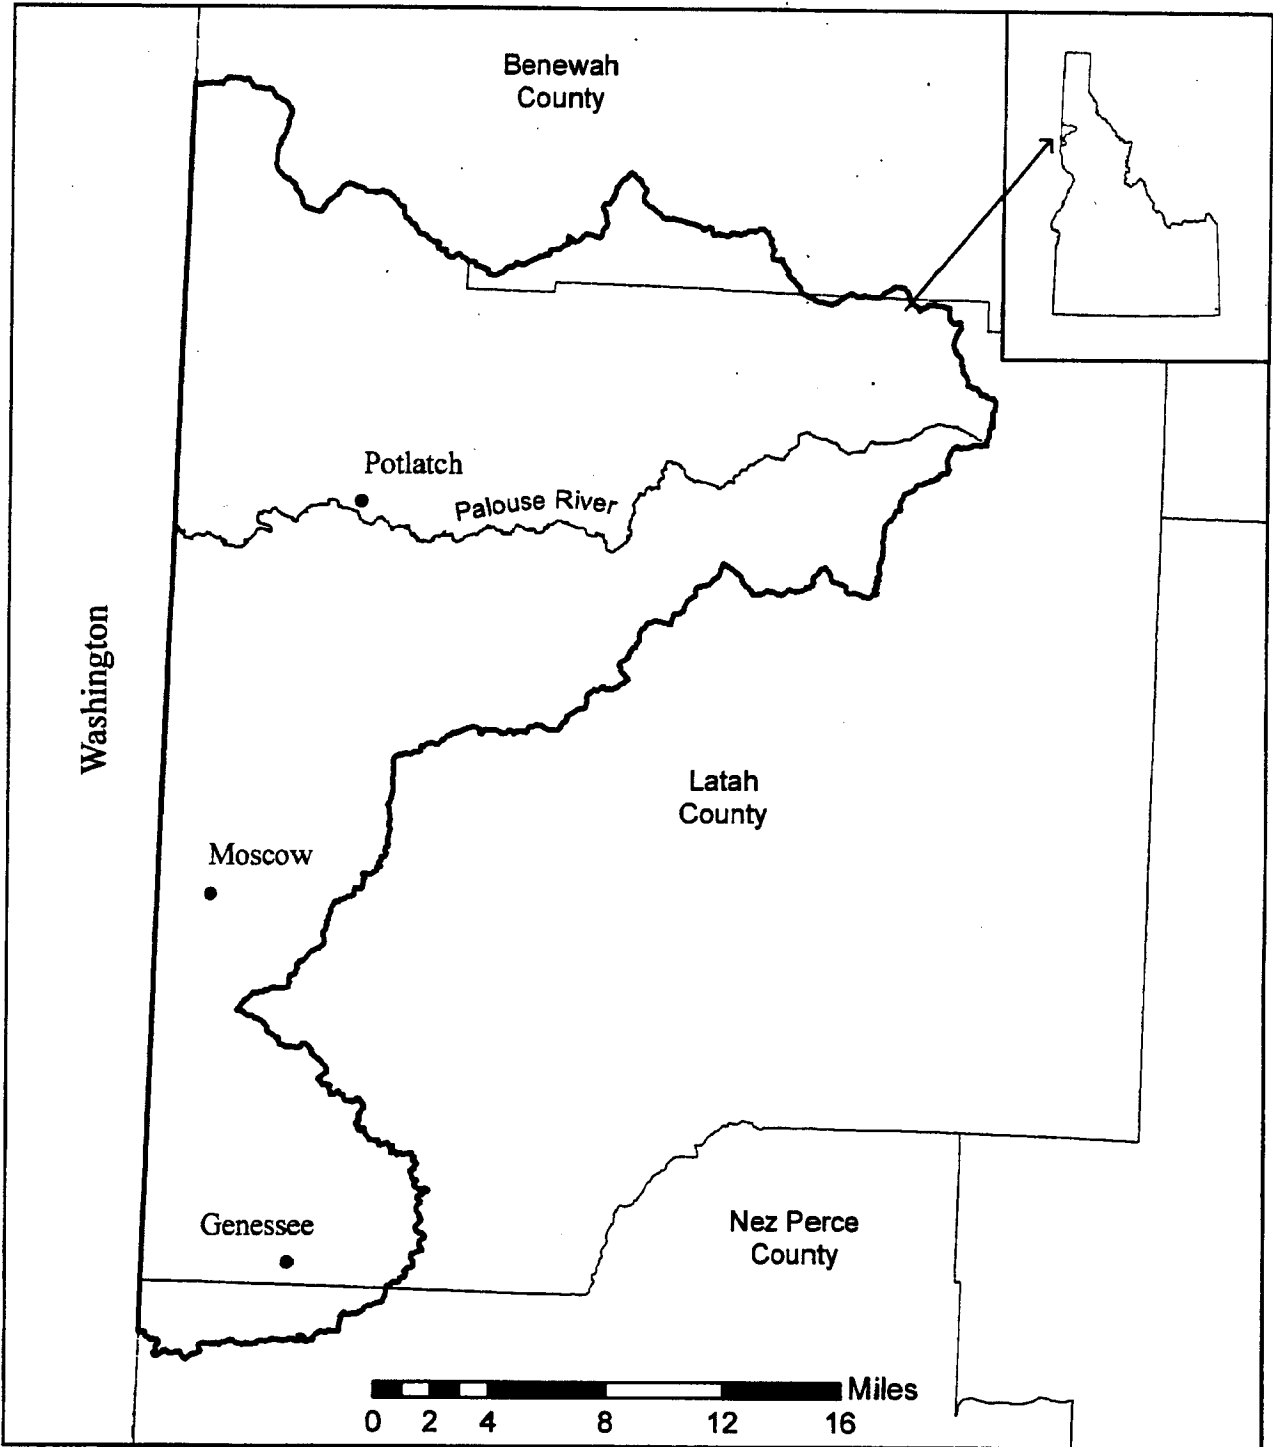 Benewah
County
Potlatch
Palouse River
Washington
Latah
County
Moscow
Genessee
Nez Perce
County
Miles
0 2 4 8 12 16